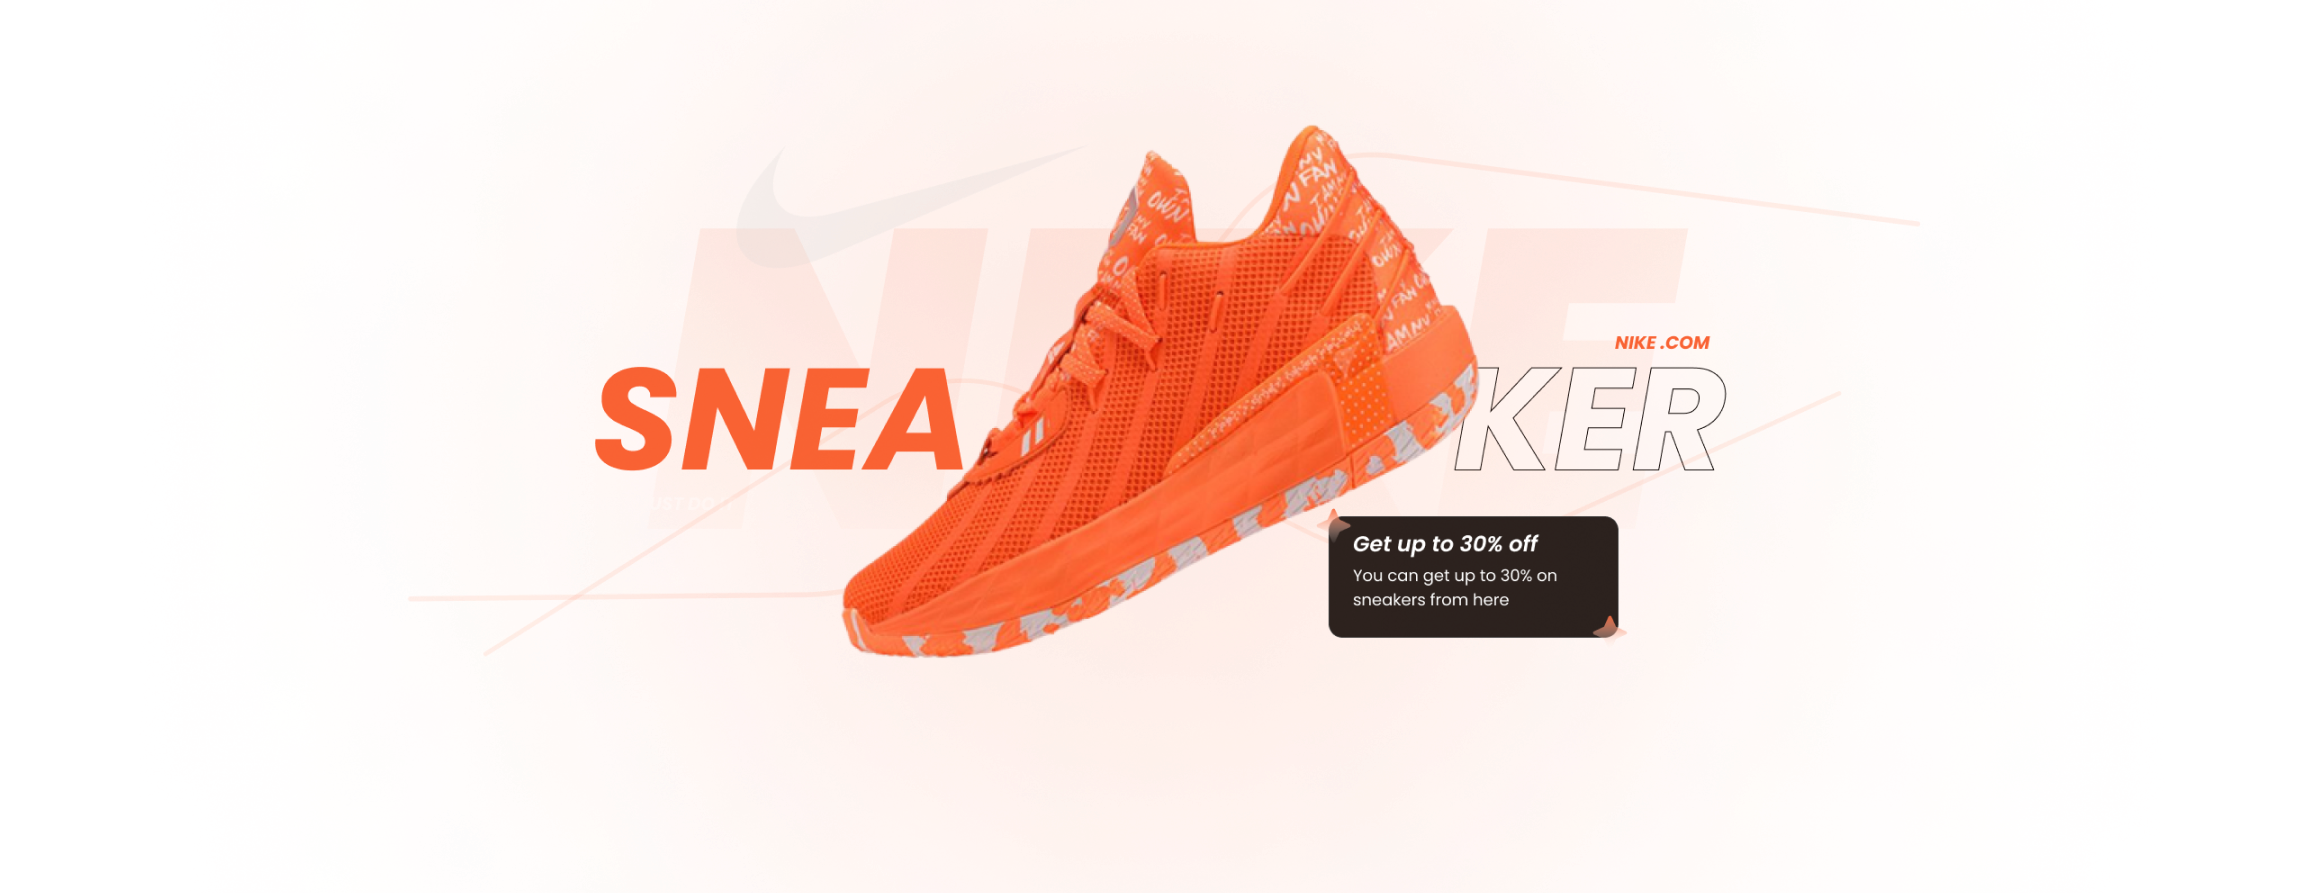 NIKE
NIKE .COM
SNEA KER
Get up to 30% off
You can get up to 30% on
sneakers from here